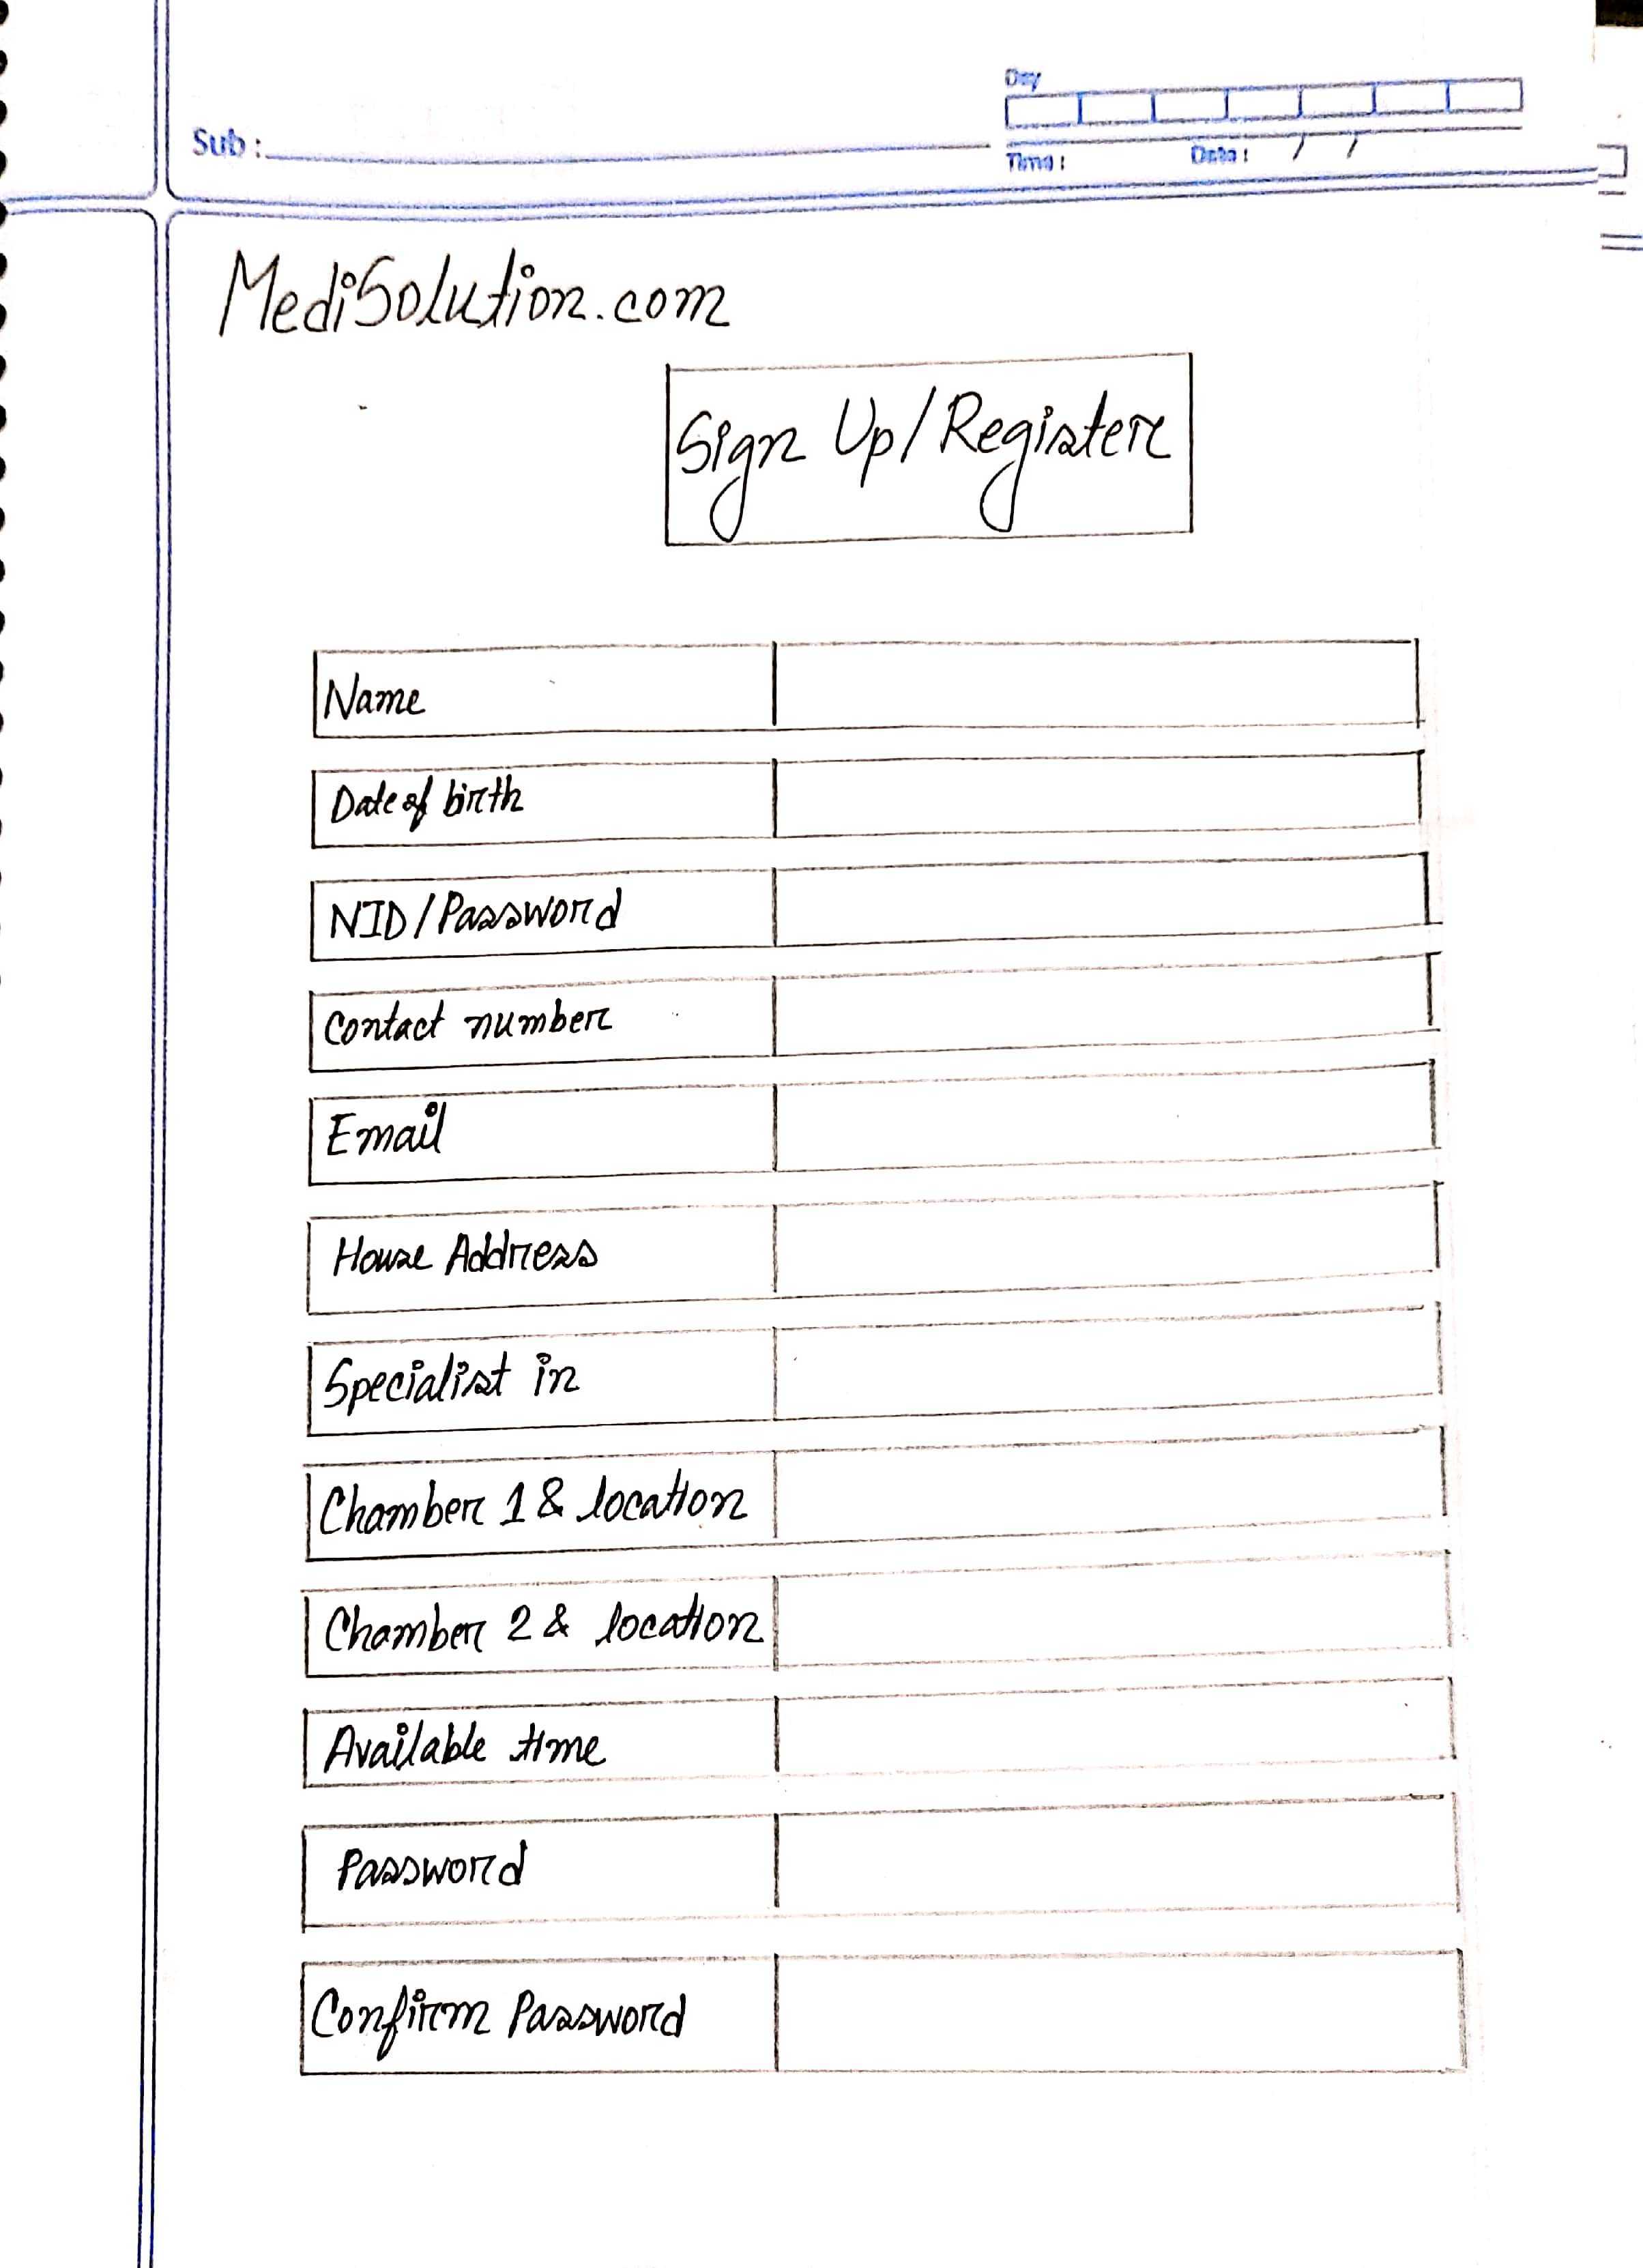 Day
Sub :
Time :
Date : / /
MediSolution.com
Sign Up/Register
Name
Date of birth
NID/Password
Contact number
Email
House Address
Specialist in
Chamber 1 & location
Chamber 2 & location
Available time
Password
Confirm Password